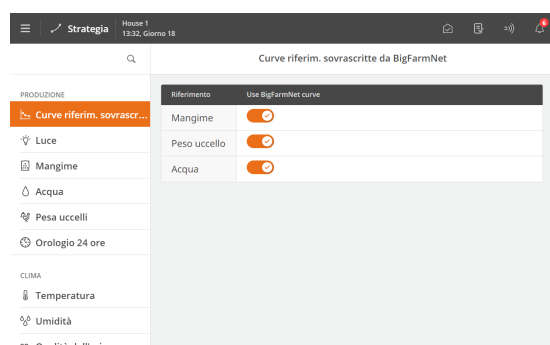 Strategia
House 1
13:32, Giorno 18
6
Curve riferim. sovrascritte da BigFarmNet
PRODUZIONE
Curve riferim. sovrascr...
Luce
Mangime
Acqua
Pesa uccelli
Orologio 24 ore
CLIMA
Temperatura
Umidità
Riferimento Use BigFarmNet curve
Mangime
Peso uccello
Acqua